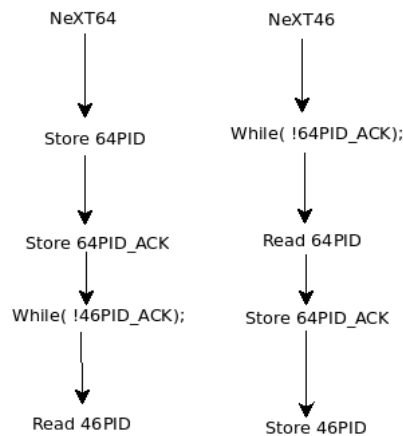 NeXT64
Store 64PID
Store 64PID_ACK
While( !46PID_ACK);
Read 46PID
NeXT46
While( !64PID_ACK);
Read 64PID
Store 64PID_ACK
Store 46PID